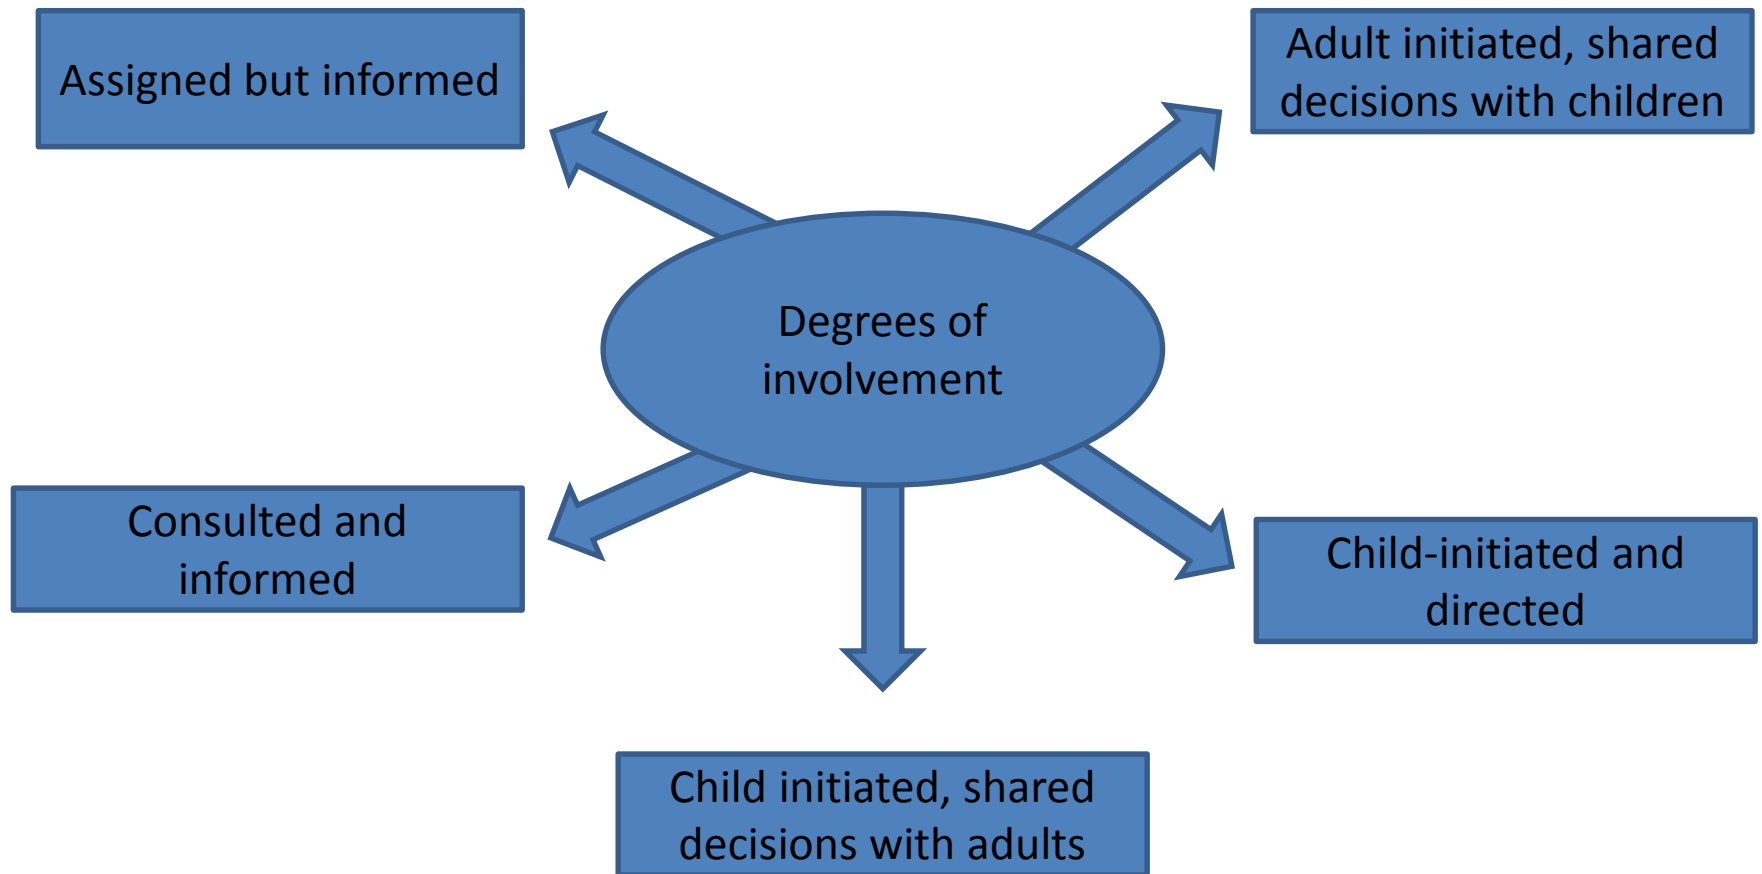 Assigned but informed
Adult initiated, shared
decisions with children
Degrees of
involvement
Consulted and
informed
Child-initiated and
directed
Child initiated, shared
decisions with adults